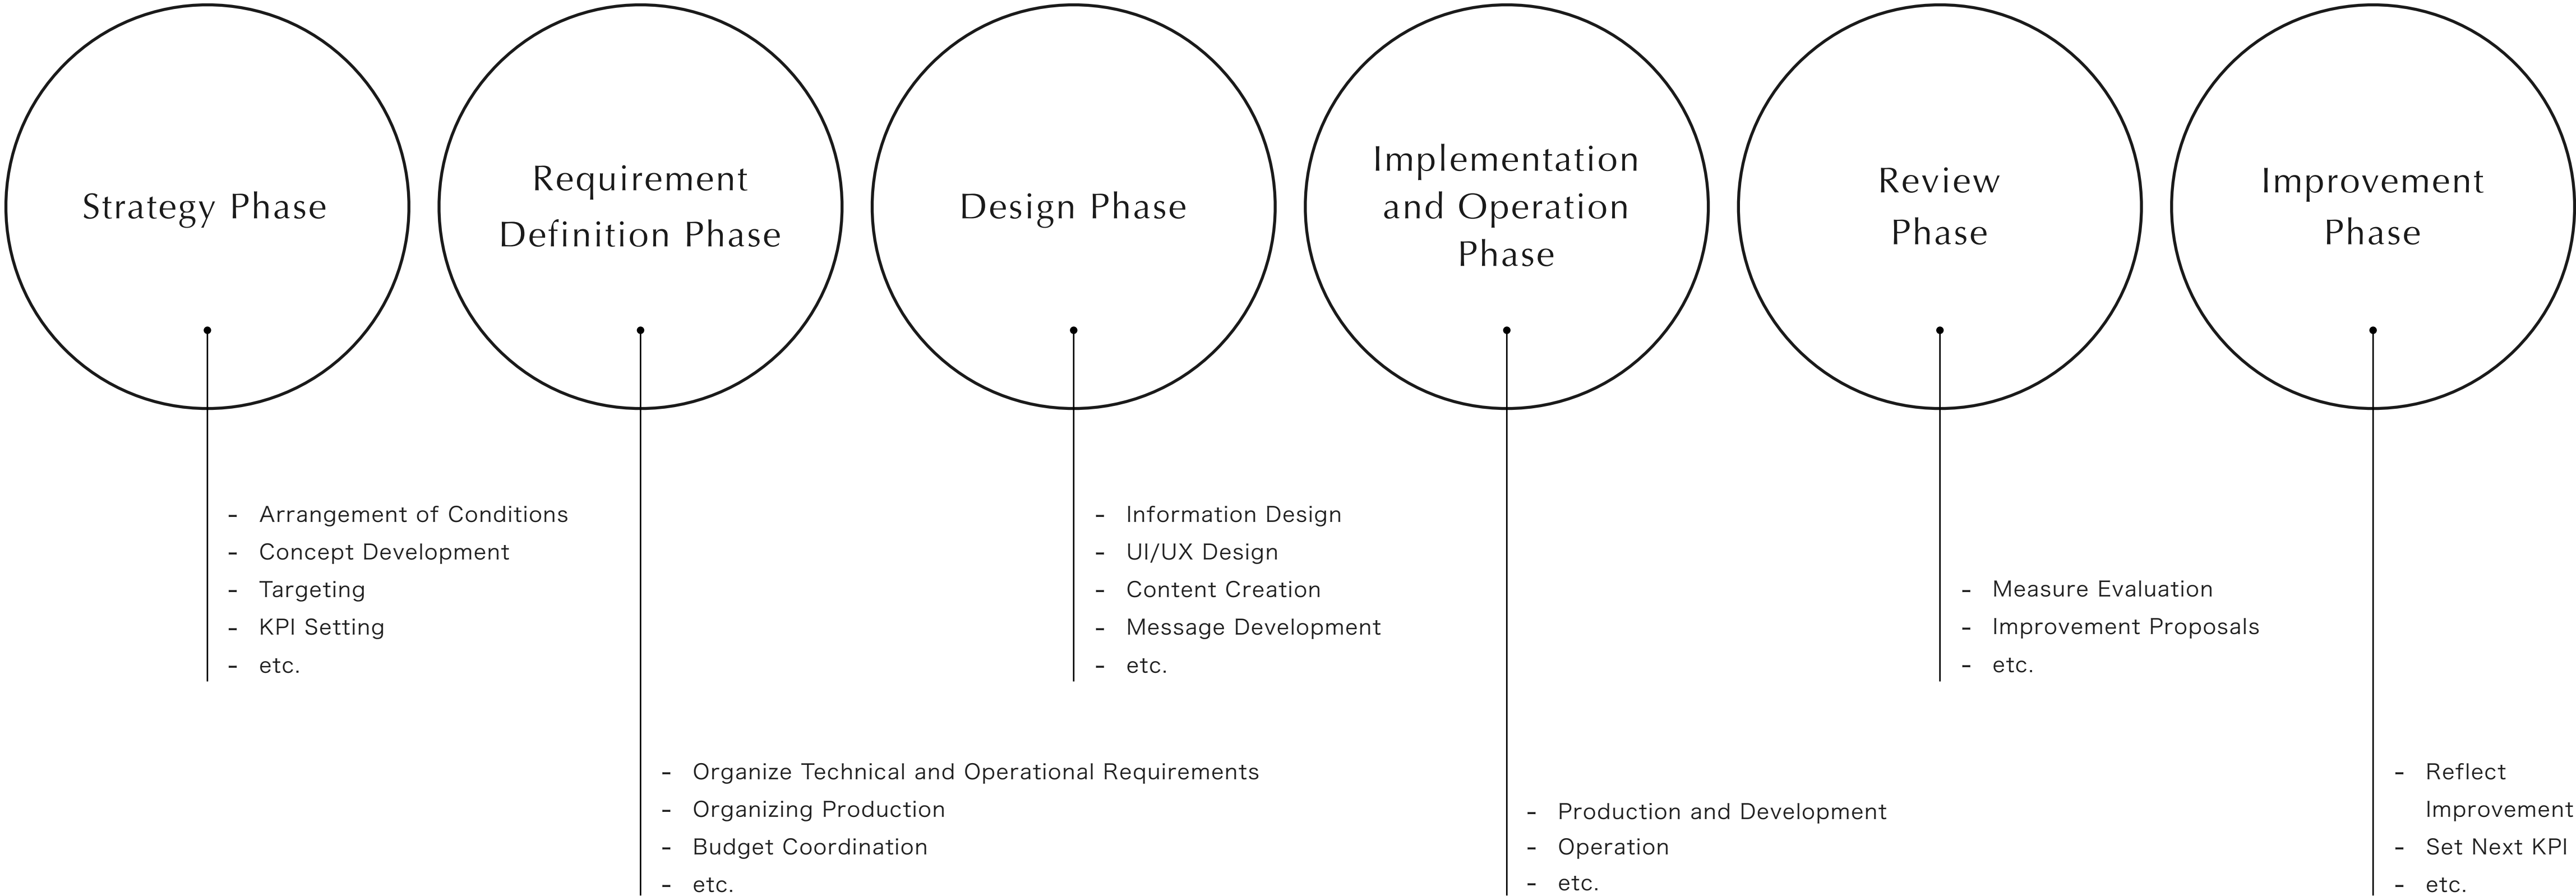 Strategy Phase
Requirement
Definition Phase
Design Phase
Implementation
and Operation
Phase
Review
Phase
Improvement
Phase
- Arrangement of Conditions
- Concept Development
- Targeting
- KPI Setting
- etc.
- Organize Technical and Operational Requirements
- Organizing Production
- Budget Coordination
- etc.
- Information Design
- UI/UX Design
- Content Creation
- Message Development
- etc.
- Production and Development
- Operation
- etc.
- Measure Evaluation
- Improvement Proposals
- etc.
- Reflect
Improvement
- Set Next KPI
- etc.